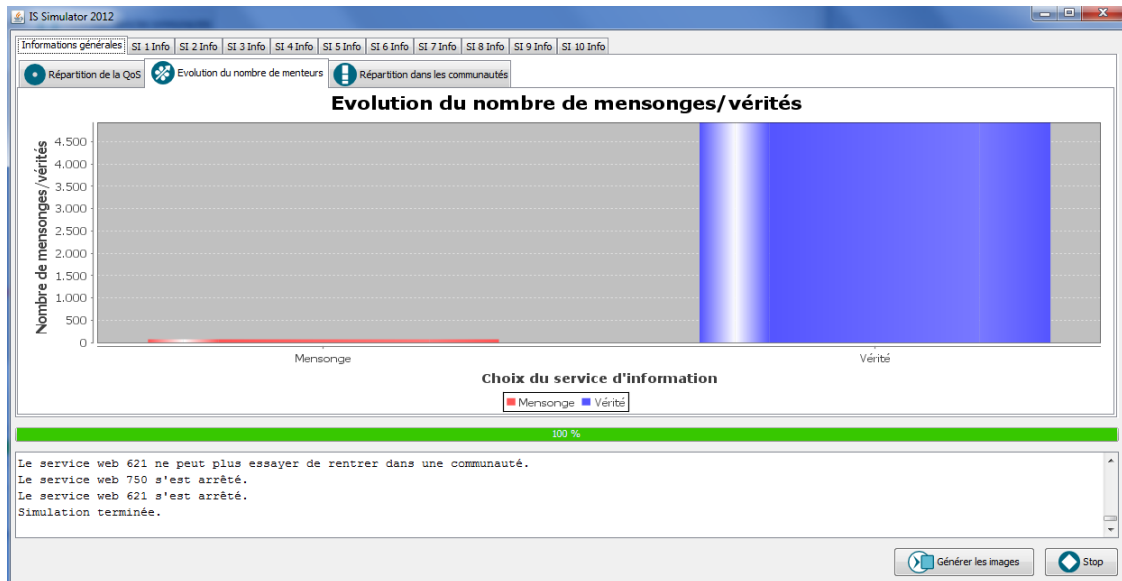 IS Simulator 2012
Informations générales SI 1 Info SI 2 Info SI 3 Info SI 4 Info SI 5 Info SI 6 Info SI 7 Info SI 8 Info SI 9 Info SI 10 Info
Répartition de la QoS Evolution du nombre de menteurs Répartition dans les communautés
Evolution du nombre de mensonges/vérités
Nombre de mensonges/vérités
4.500
4.000
3.500
3.000
2.500
2.000
1.500
1.000
500
0
Mensonge Vérité
Choix du service d'information
Mensonge Vérité
100 %
Le service web 621 ne peut plus essayer de rentrer dans une communauté.
Le service web 750 s'est arrêté.
Le service web 621 s'est arrêté.
Simulation terminée.
Générer les images Stop